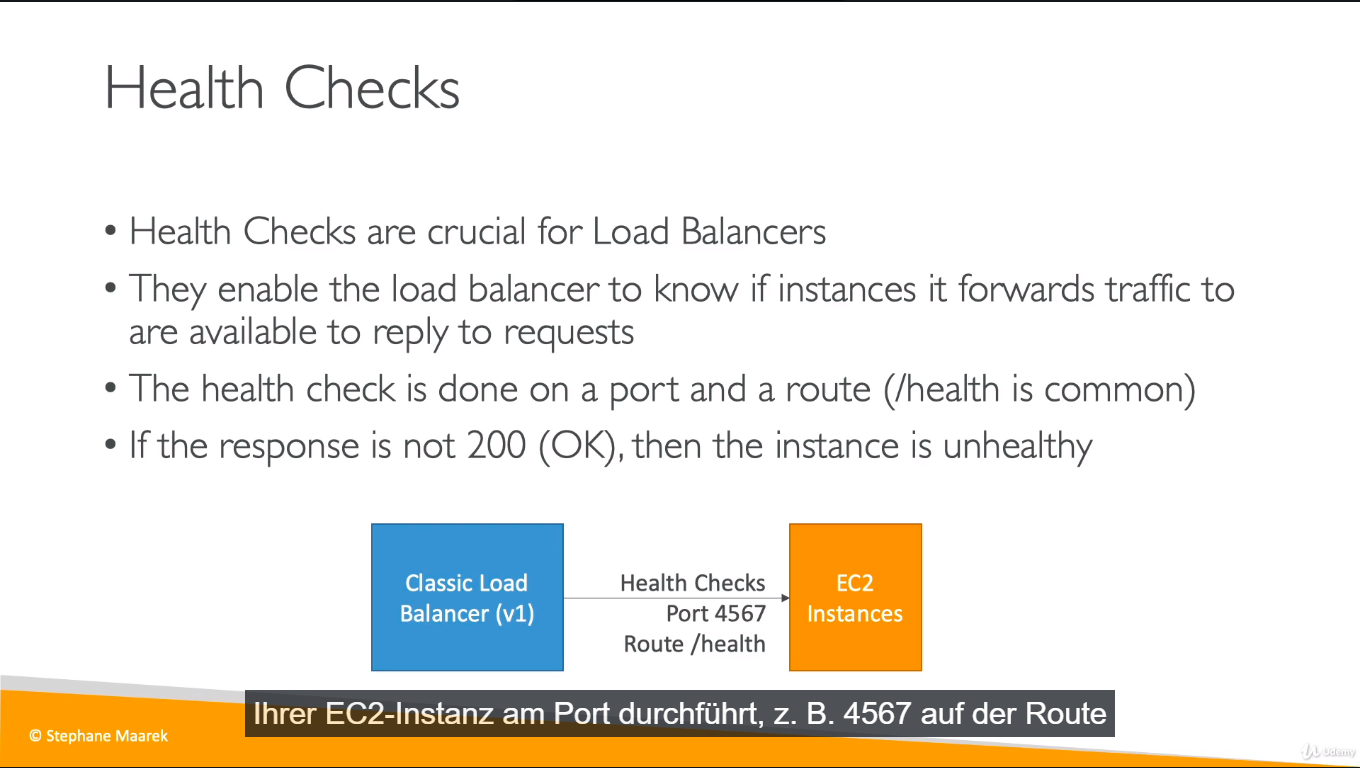 Health Checks
• Health Checks are crucial for Load Balancers
• They enable the load balancer to know if instances it forwards traffic to
are available to reply to requests
• The health check is done on a port and a route (/health is common)
• If the response is not 200 (OK), then the instance is unhealthy
Classic Load
Balancer (v1)
Health Checks
Port 4567
Route /health
EC2
Instances
Ihrer EC2-Instanz am Port durchführt, z. B. 4567 auf der Route
© Stephane Maarek
Udemy